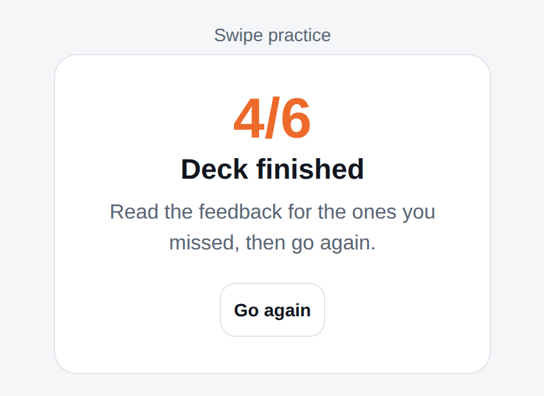 Swipe practice
4/6
Deck finished
Read the feedback for the ones you
missed, then go again.
Go again